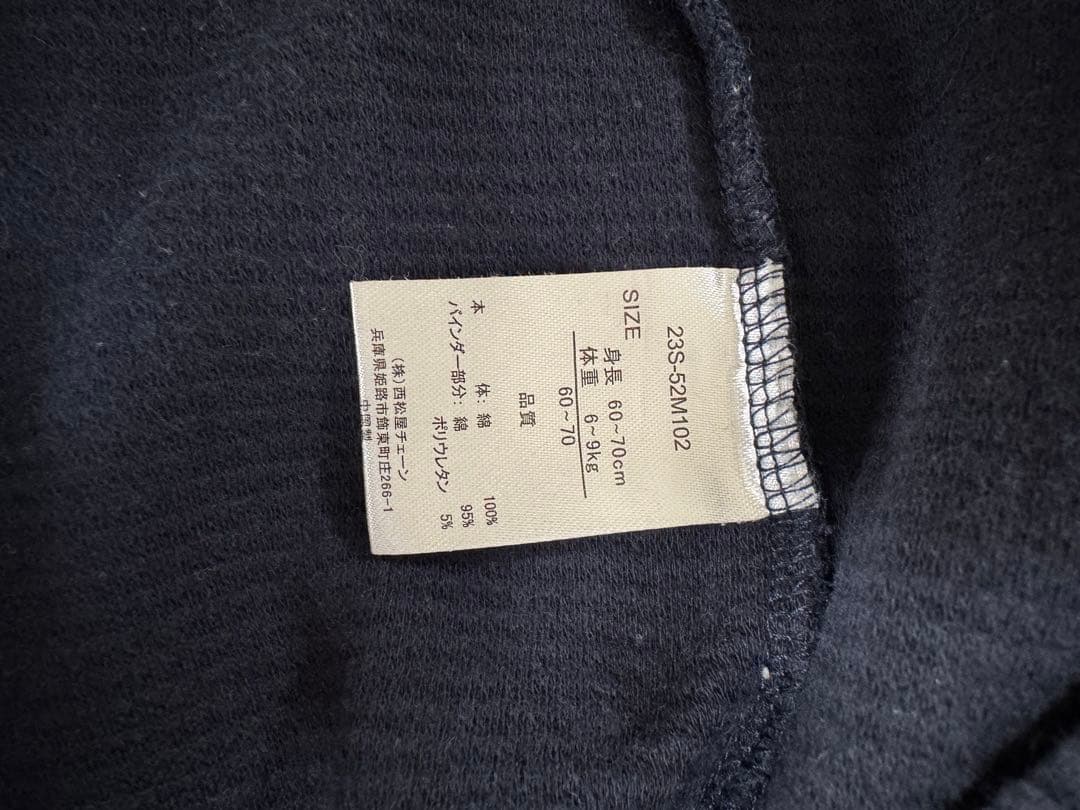 23S-52M102
SIZE
身長 60~70cm
体重 6~9kg
60~70
品質
本 体: 綿 100%
バインダー部分: 綿 95%
ポリウレタン 5%
(株)西松屋チェーン
兵庫県姫路市飾東町庄266-1